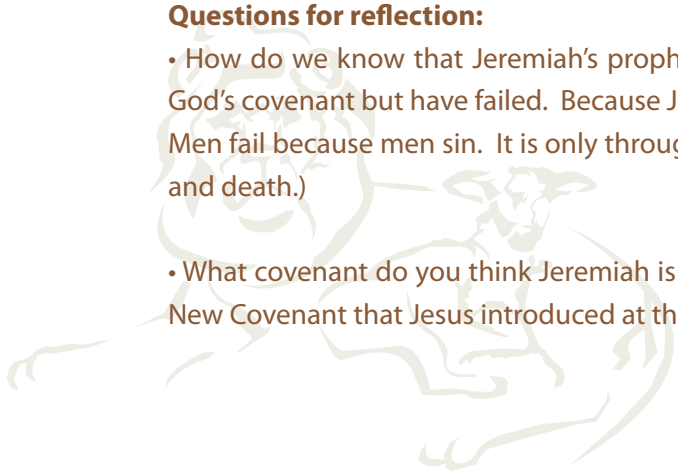 Questions for reflection:
• How do we know that Jeremiah's proph
God's covenant but have failed.  Because J
Men fail because men sin.  It is only throug
and death.)
• What covenant do you think Jeremiah is
New Covenant that Jesus introduced at th